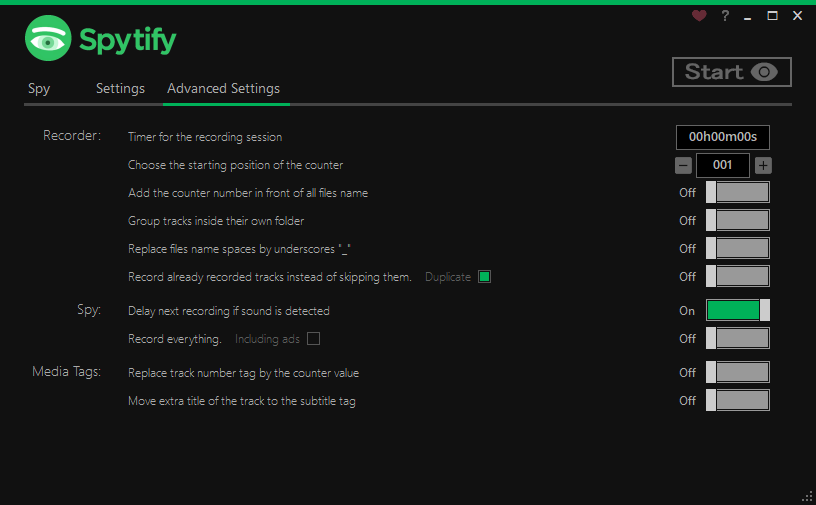 Spytify
Start
Spy Settings Advanced Settings
Recorder: Timer for the recording session 00h00m00s
Choose the starting position of the counter 001
Add the counter number in front of all files name Off
Group tracks inside their own folder Off
Replace files name spaces by underscores "_" Off
Record already recorded tracks instead of skipping them. Duplicate Off
Spy: Delay next recording if sound is detected On
Record everything. Including ads Off
Media Tags: Replace track number tag by the counter value Off
Move extra title of the track to the subtitle tag Off